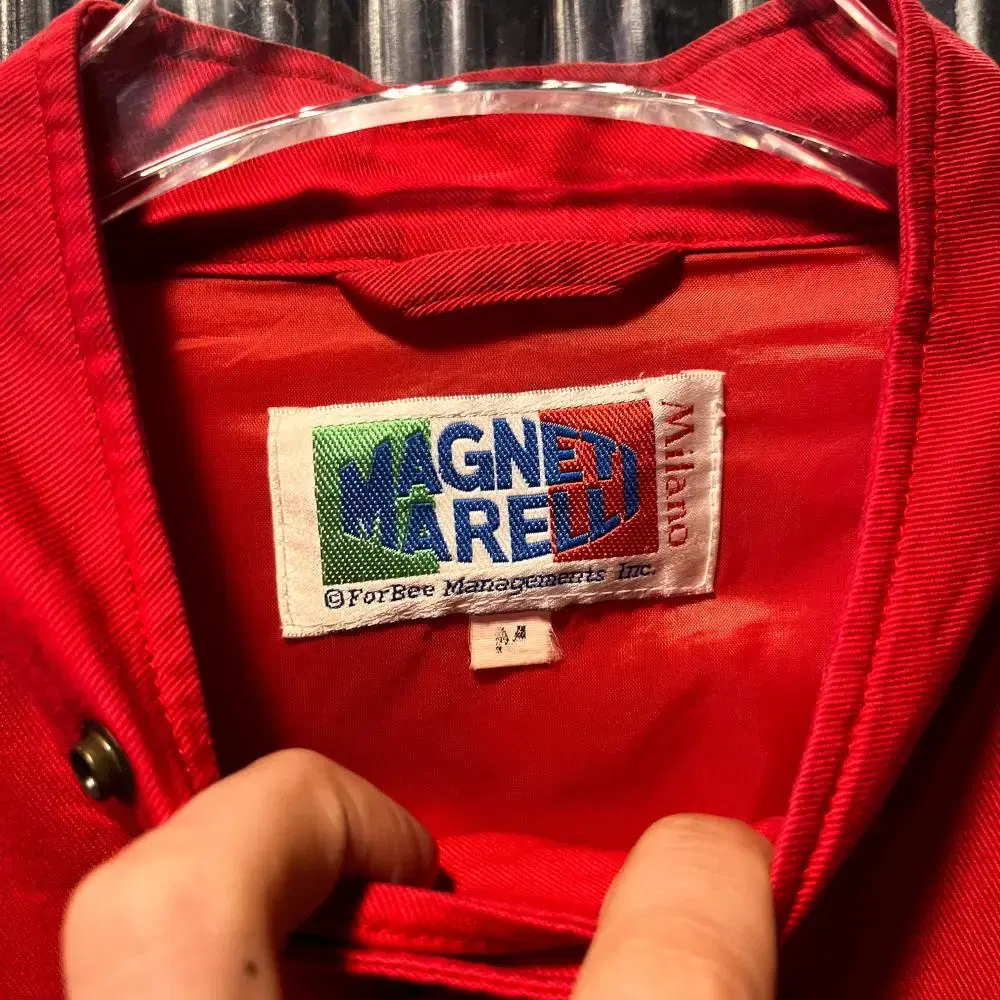 MAGNETI
MARELLI
Milano
©ForBee Managements Inc.
M